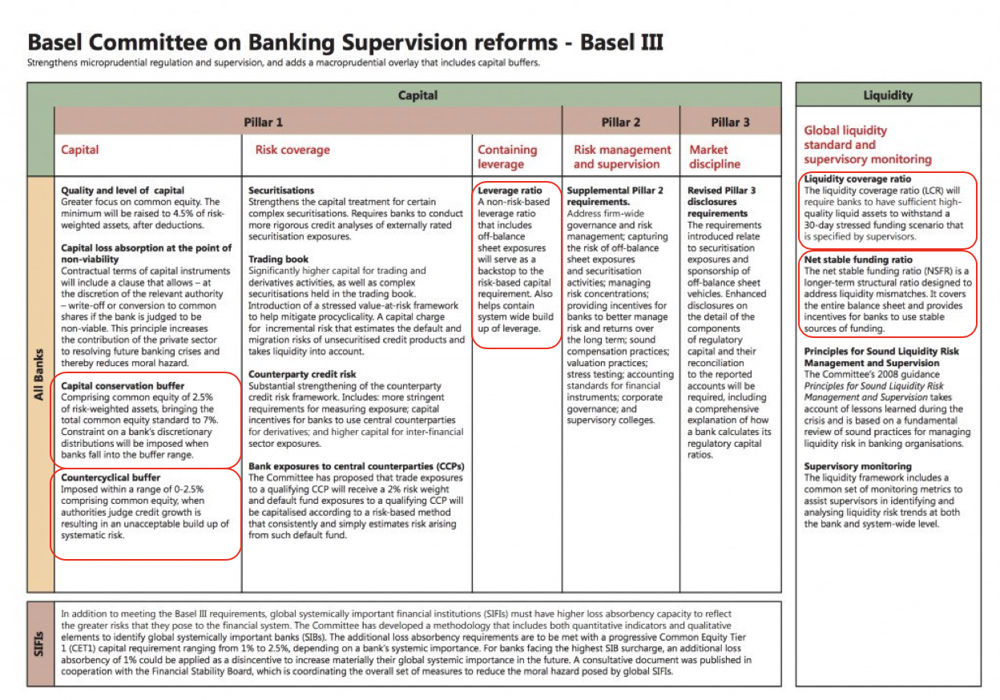 Basel Committee on Banking Supervision reforms - Basel III
Strengthens microprudential regulation and supervision, and adds a macroprudential overlay that includes capital buffers.
Capital
Pillar 1
Pillar 2
Pillar 3
Capital
Risk coverage
Containing
leverage
Risk management
and supervision
Market
discipline
All Banks
Quality and level of capital
Greater focus on common equity. The
minimum will be raised to 4.5% of risk-
weighted assets, after deductions.
Capital loss absorption at the point of
non-viability
Contractual terms of capital instruments
will include a clause that allows – at
the discretion of the relevant authority
– write-off or conversion to common
shares if the bank is judged to be
non-viable. This principle increases
the contribution of the private sector
to resolving future banking crises and
thereby reduces moral hazard.
Capital conservation buffer
Comprising common equity of 2.5%
of risk-weighted assets, bringing the
total common equity standard to 7%.
Constraint on a bank's discretionary
distributions will be imposed when
banks fall into the buffer range.
Countercyclical buffer
Imposed within a range of 0-2.5%
comprising common equity, when
authorities judge credit growth is
resulting in an unacceptable build up of
systematic risk.
Securitisations
Strengthens the capital treatment for certain
complex securitisations. Requires banks to conduct
more rigorous credit analyses of externally rated
securitisation exposures.
Trading book
Significantly higher capital for trading and
derivatives activities, as well as complex
securitisations held in the trading book.
Introduction of a stressed value-at-risk framework
to help mitigate procyclicality. A capital charge
for incremental risk that estimates the default and
migration risks of unsecuritised credit products and
takes liquidity into account.
Counterparty credit risk
Substantial strengthening of the counterparty
credit risk framework. Includes: more stringent
requirements for measuring exposure; capital
incentives for banks to use central counterparties
for derivatives; and higher capital for inter-financial
sector exposures.
Bank exposures to central counterparties (CCPs)
The Committee has proposed that trade exposures
to a qualifying CCP will receive a 2% risk weight
and default fund exposures to a qualifying CCP will
be capitalised according to a risk-based method
that consistently and simply estimates risk arising
from such default fund.
Leverage ratio
A non-risk-based
leverage ratio
that includes
off-balance
sheet exposures
will serve as a
backstop to the
risk-based capital
requirement. Also
helps contain
system wide build
up of leverage.
Supplemental Pillar 2
requirements.
Address firm-wide
governance and risk
management; capturing
the risk of off-balance
sheet exposures
and securitisation
activities; managing
risk concentrations;
providing incentives for
banks to better manage
risk and returns over
the long term; sound
compensation practices;
valuation practices;
stress testing; accounting
standards for financial
instruments; corporate
governance; and
supervisory colleges.
Revised Pillar 3
disclosures
requirements
The requirements
introduced relate
to securitisation
exposures and
sponsorship of
off-balance sheet
vehicles. Enhanced
disclosures on
the detail of the
components
of regulatory
capital and their
reconciliation
to the reported
accounts will be
required, including
a comprehensive
explanation of how
a bank calculates its
regulatory capital
ratios.
SIFIs
In addition to meeting the Basel III requirements, global systemically important financial institutions (SIFIs) must have higher loss absorbency capacity to reflect
the greater risks that they pose to the financial system. The Committee has developed a methodology that includes both quantitative indicators and qualitative
elements to identify global systemically important banks (SIBs). The additional loss absorbency requirements are to be met with a progressive Common Equity Tier
1 (CET1) capital requirement ranging from 1% to 2.5%, depending on a bank's systemic importance. For banks facing the highest SIB surcharge, an additional loss
absorbency of 1% could be applied as a disincentive to increase materially their global systemic importance in the future. A consultative document was published in
cooperation with the Financial Stability Board, which is coordinating the overall set of measures to reduce the moral hazard posed by global SIFIs.
Liquidity
Global liquidity
standard and
supervisory monitoring
Liquidity coverage ratio
The liquidity coverage ratio (LCR) will
require banks to have sufficient high-
quality liquid assets to withstand a
30-day stressed funding scenario that
is specified by supervisors.
Net stable funding ratio
The net stable funding ratio (NSFR) is a
longer-term structural ratio designed to
address liquidity mismatches. It covers
the entire balance sheet and provides
incentives for banks to use stable
sources of funding.
Principles for Sound Liquidity Risk
Management and Supervision
The Committee's 2008 guidance
Principles for Sound Liquidity Risk
Management and Supervision takes
account of lessons learned during the
crisis and is based on a fundamental
review of sound practices for managing
liquidity risk in banking organisations.
Supervisory monitoring
The liquidity framework includes a
common set of monitoring metrics to
assist supervisors in identifying and
analysing liquidity risk trends at both
the bank and system-wide level.